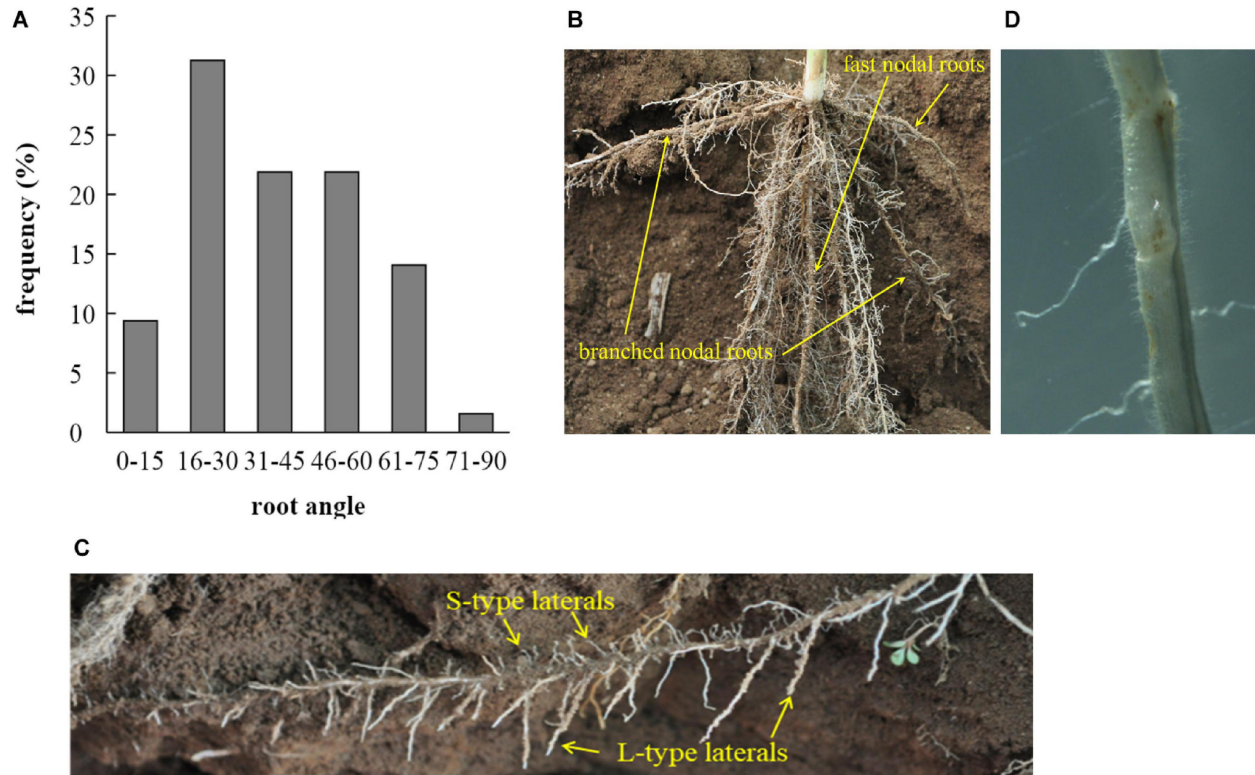 A
35
30
25
20
15
10
5
0
frequency (%)
0-15 16-30 31-45 46-60 61-75 71-90
root angle
B
fast nodal roots
branched nodal roots
D
C
S-type laterals
L-type laterals